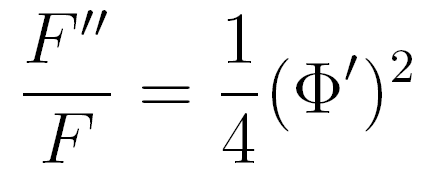 F″/F = 1/4 (Φ′)²